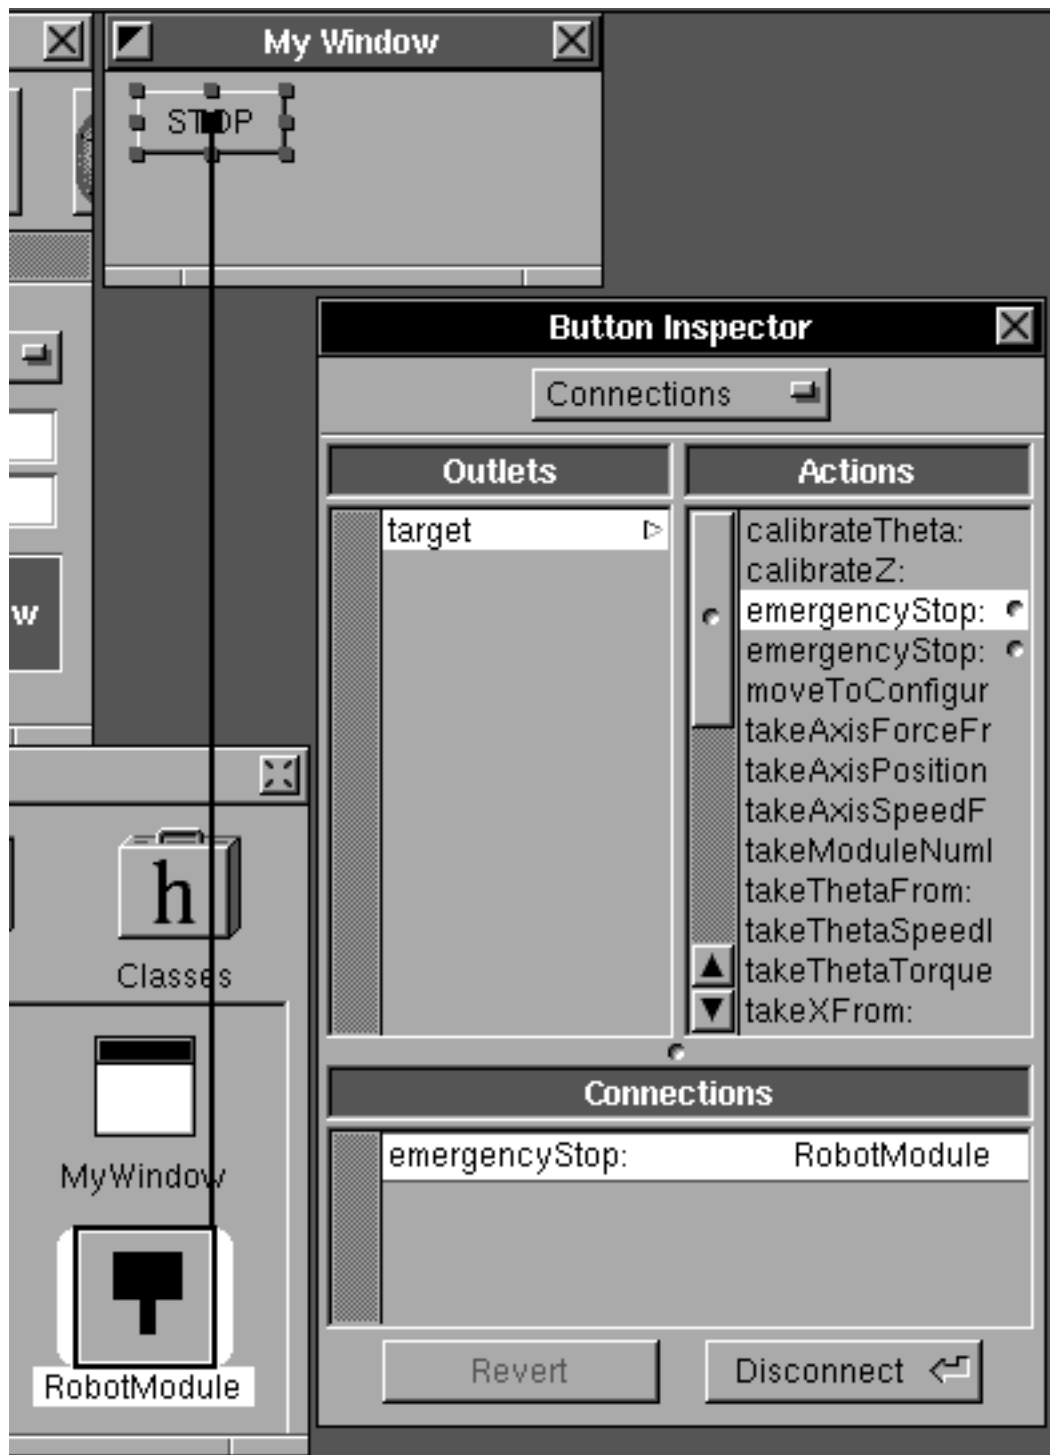 My Window
STOP
Button Inspector
Connections
Outlets
Actions
target
calibrateTheta:
calibrateZ:
emergencyStop:
emergencyStop:
moveToConfigur
takeAxisForceFr
takeAxisPosition
takeAxisSpeedF
takeModuleNuml
takeThetaFrom:
takeThetaSpeedl
takeThetaTorque
takeXFrom:
w
h
Classes
MyWindow
RobotModule
Connections
emergencyStop: RobotModule
Revert
Disconnect